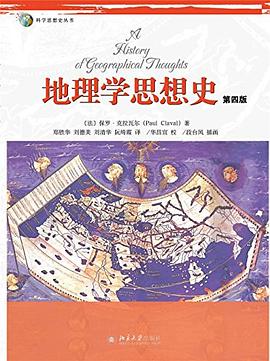 科学思想史丛书
A
History
of
Geographical Thoughts
地理学思想史 第四版
〔法〕保罗·克拉瓦尔（Paul Claval）著
郑胜华 刘德美 刘清华 阮绮霞 译 /华昌宜 校 /段台凤 插画
北京大学出版社